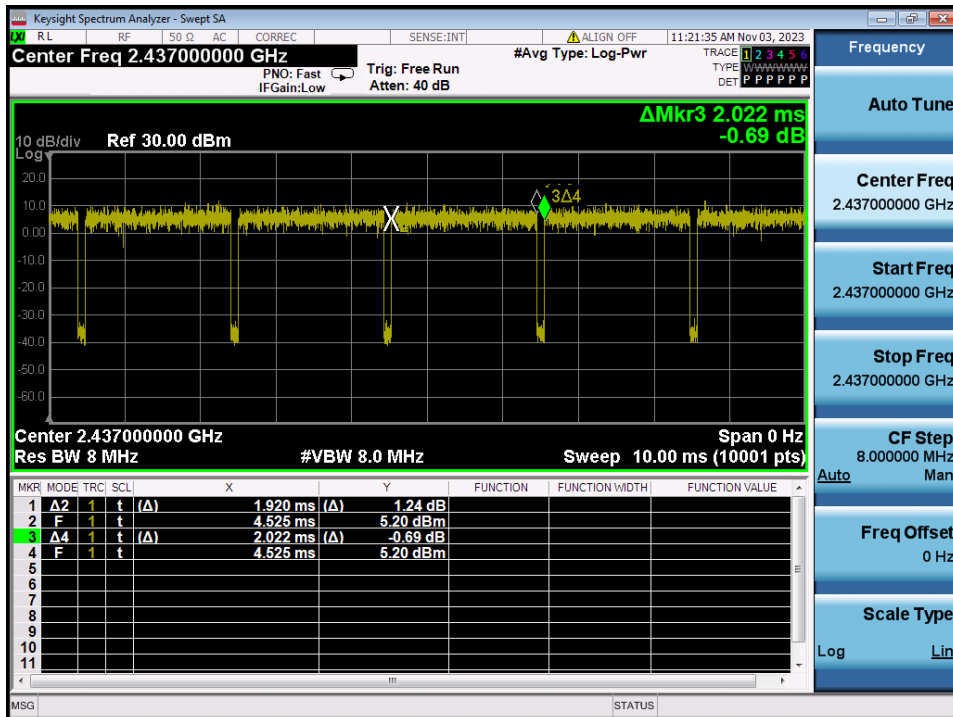 Keysight Spectrum Analyzer - Swept SA
LXI RL RF 50 Ω AC CORREC SENSE:INT ALIGN OFF 11:21:35 AM Nov 03, 2023
Center Freq 2.437000000 GHz
PNO: Fast
IFGain:Low
Trig: Free Run
Atten: 40 dB
#Avg Type: Log-Pwr
TRACE 1 2 3 4 5 6
TYPE WWWWWW
DET P P P P P P
ΔMkr3 2.022 ms
-0.69 dB
10 dB/div Ref 30.00 dBm
Log
20.0
10.0
0.00
-10.0
-20.0
-30.0
-40.0
-50.0
-60.0
3Δ4
Center 2.437000000 GHz Span 0 Hz
Res BW 8 MHz #VBW 8.0 MHz Sweep 10.00 ms (10001 pts)
MKR MODE TRC SCL X Y FUNCTION FUNCTION WIDTH FUNCTION VALUE
1 Δ2 1 t (Δ) 1.920 ms (Δ) 1.24 dB
2 F 1 t 4.525 ms 5.20 dBm
3 Δ4 1 t (Δ) 2.022 ms (Δ) -0.69 dB
4 F 1 t 4.525 ms 5.20 dBm
5
6
7
8
9
10
11
MSG STATUS
Frequency
Auto Tune
Center Freq
2.437000000 GHz
Start Freq
2.437000000 GHz
Stop Freq
2.437000000 GHz
CF Step
8.000000 MHz
Auto Man
Freq Offset
0 Hz
Scale Type
Log Lin